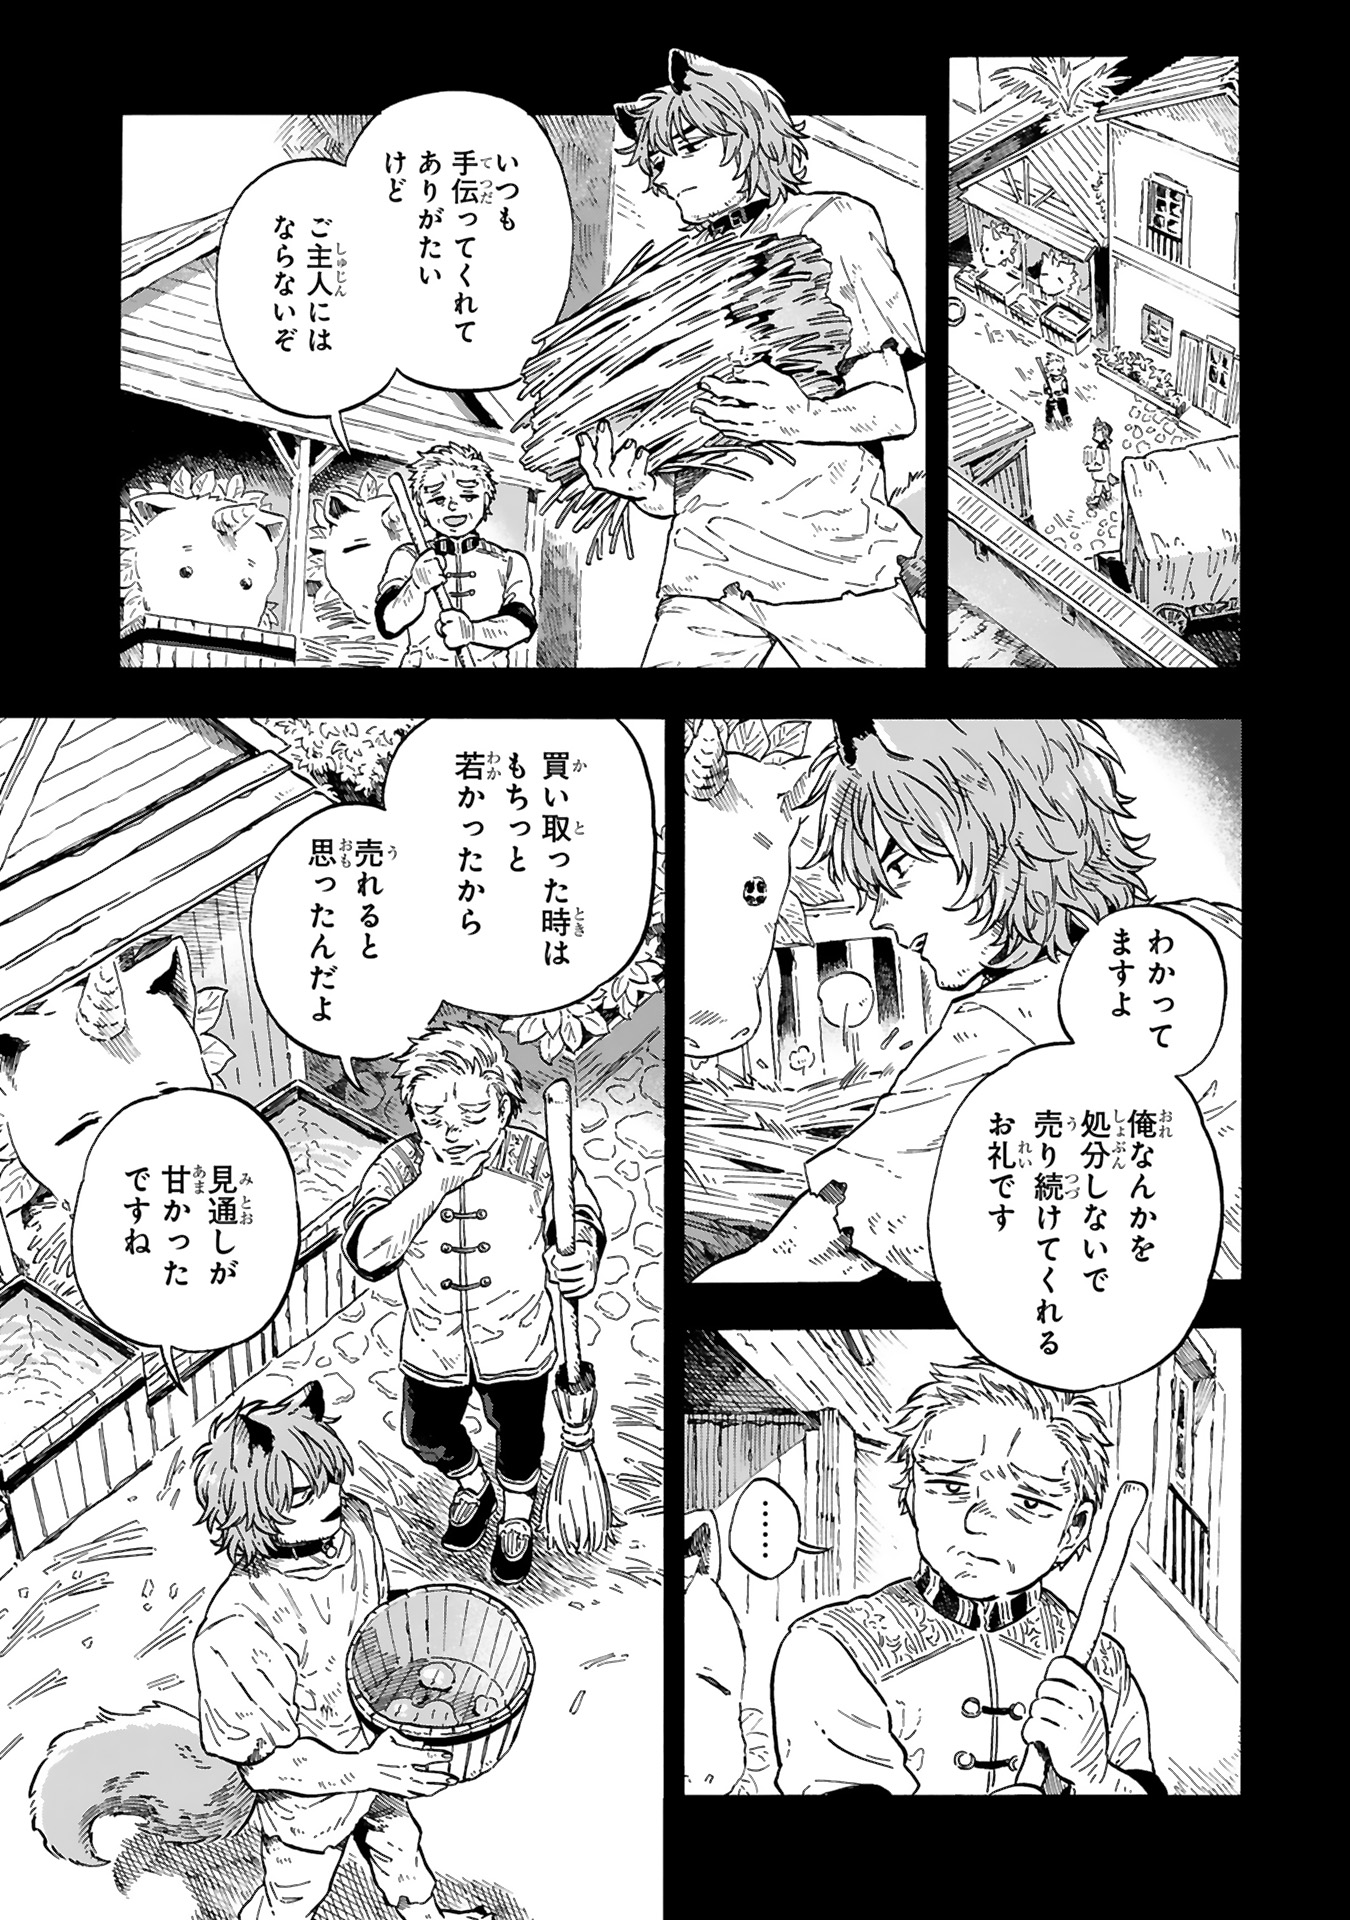 いつも
手伝ってくれて
ありがたい
けど
ご主人には
ならないぞ
わかって
ますよ
俺なんかを
処分しないで
売り続けてくれる
お礼です
……
買い取った時は
もちっと
若かったから
売れると
思ったんだよ
見通しが
甘かった
ですね